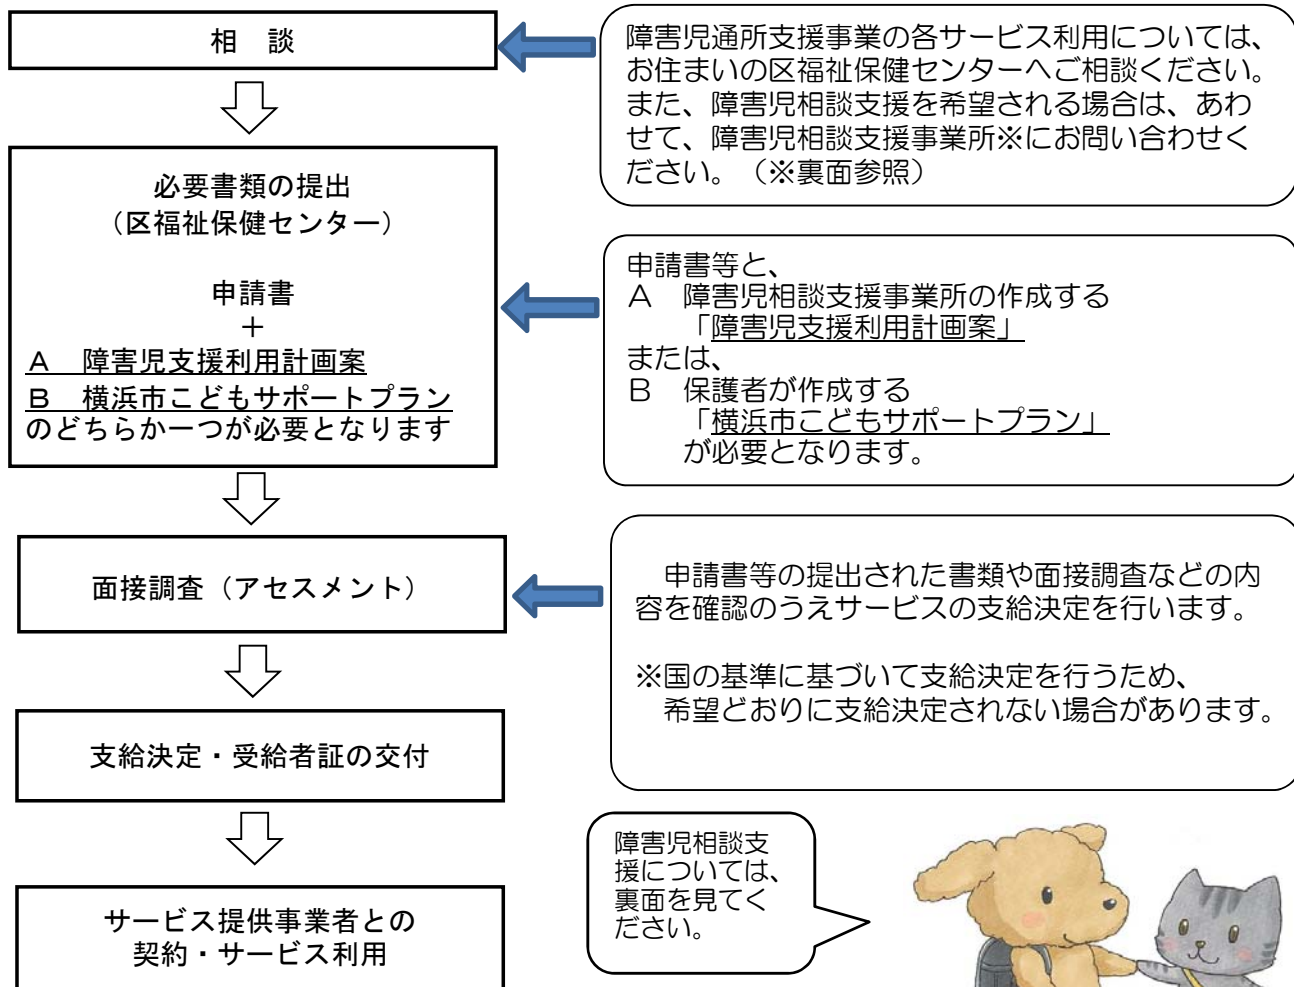 相　談
障害児通所支援事業の各サービス利用については、
お住まいの区福祉保健センターへご相談ください。
また、障害児相談支援を希望される場合は、あわ
せて、障害児相談支援事業所※にお問い合わせく
ださい。（※裏面参照）
必要書類の提出
（区福祉保健センター）
申請書
＋
Ａ　障害児支援利用計画案
Ｂ　横浜市こどもサポートプラン
のどちらか一つが必要となります
申請書等と、
Ａ　障害児相談支援事業所の作成する
「障害児支援利用計画案」
または、
Ｂ　保護者が作成する
「横浜市こどもサポートプラン」
が必要となります。
面接調査（アセスメント）
申請書等の提出された書類や面接調査などの内
容を確認のうえサービスの支給決定を行います。
※国の基準に基づいて支給決定を行うため、
希望どおりに支給決定されない場合があります。
支給決定・受給者証の交付
障害児相談支
援については、
裏面を見てく
ださい。
サービス提供事業者との
契約・サービス利用